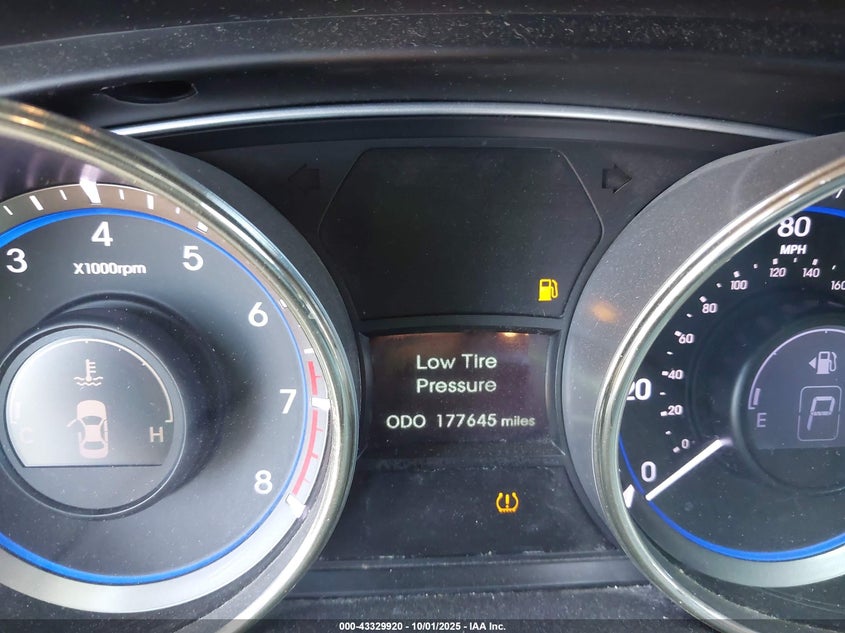 3 4 5 6 7 8
X1000rpm
C H
Low Tire
Pressure
ODO 177645 miles
0 20 80
MPH
0 20 40 60 80 100 120 140 160
E
P
000-43329920 - 10/01/2025 - IAA Inc.